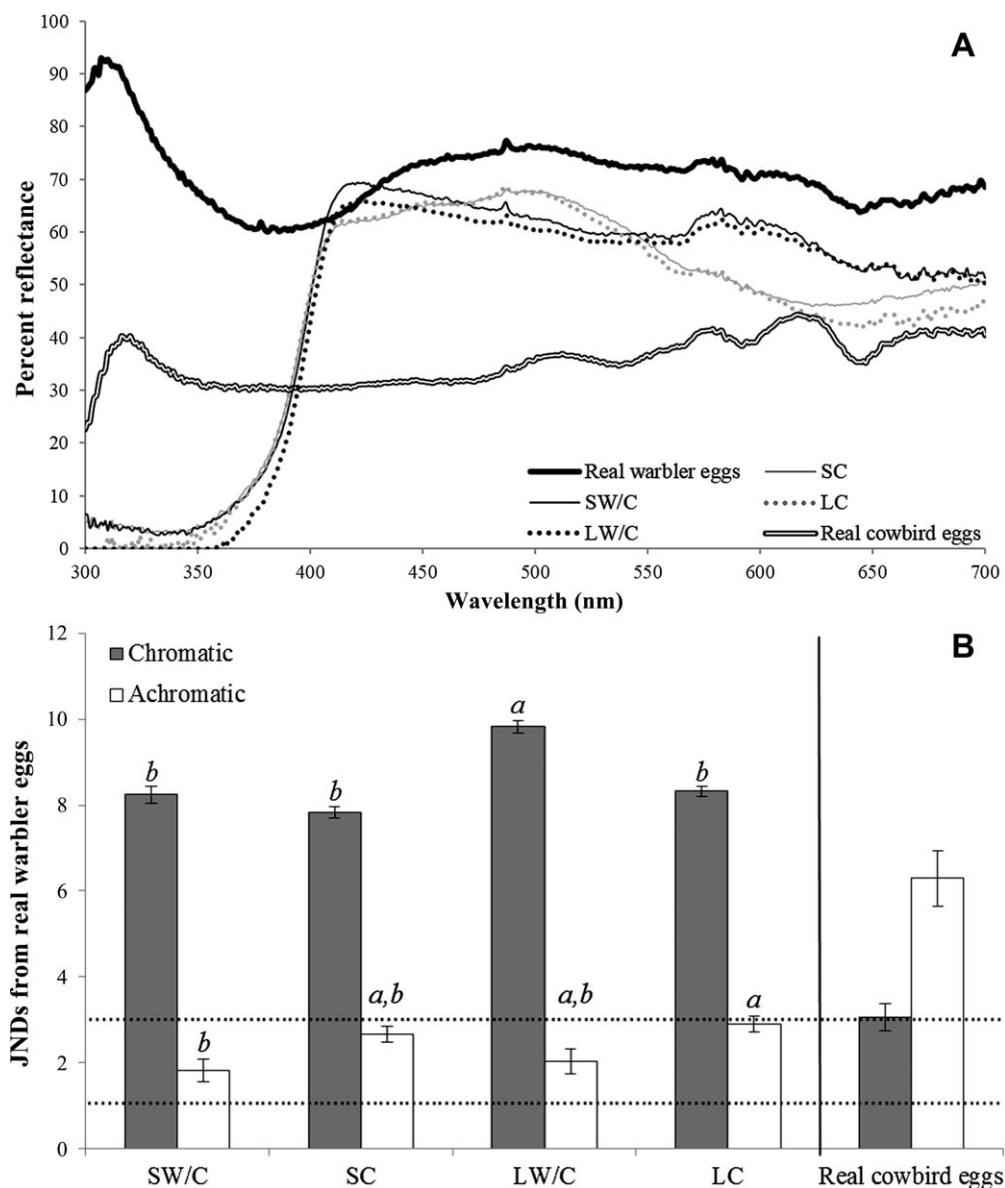 A
Percent reflectance
100
90
80
70
60
50
40
30
20
10
0
Real warbler eggs
SC
SW/C
LC
LW/C
Real cowbird eggs
300 350 400 450 500 550 600 650 700
Wavelength (nm)
B
JNDs from real warbler eggs
12
10
8
6
4
2
0
Chromatic
Achromatic
b
b
b
a,b
a
a,b
b
a
SW/C SC LW/C LC Real cowbird eggs